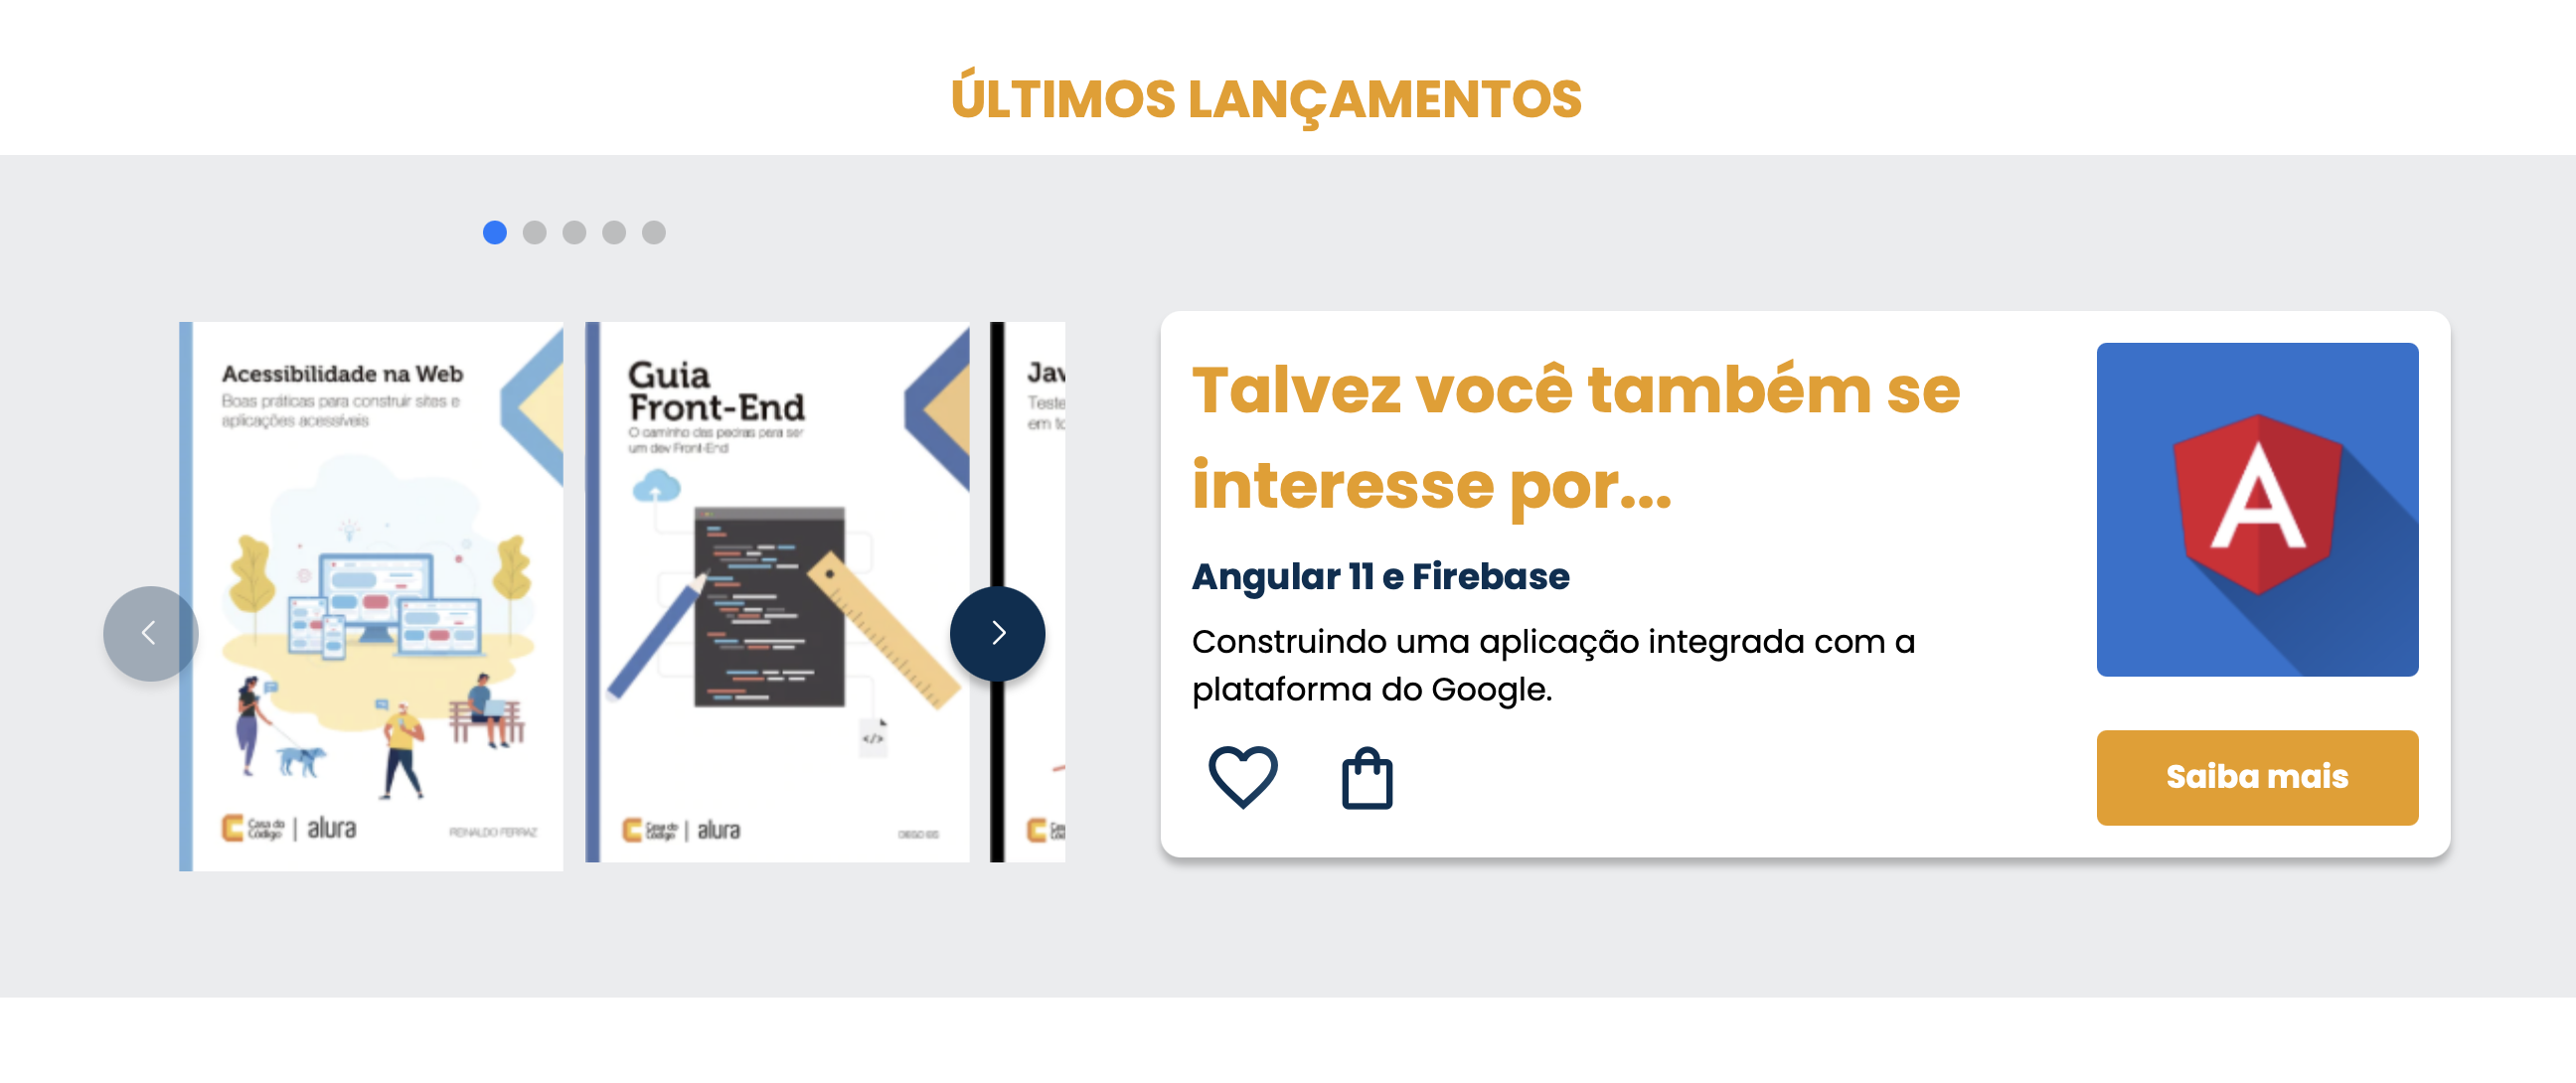 ÚLTIMOS LANÇAMENTOS
Acessibilidade na Web
Boas práticas para construir sites e
aplicações acessíveis
Casa do
Código
alura
REINALDO FERRAZ
Guia
Front-End
O caminho das pedras para ser
um dev Front-End
</>
Casa do
Código
alura
DIEGO EIS
Jav
Teste
em to
Talvez você também se
interesse por...
Angular 11 e Firebase
Construindo uma aplicação integrada com a
plataforma do Google.
A
Saiba mais